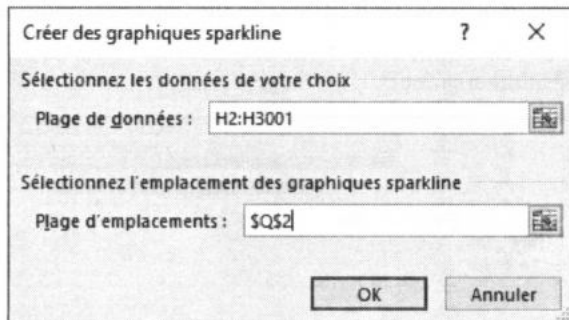 Créer des graphiques sparkline ? ×
Sélectionnez les données de votre choix
Plage de données : H2:H3001
Sélectionnez l'emplacement des graphiques sparkline
Plage d'emplacements : $Q$2
OK Annuler